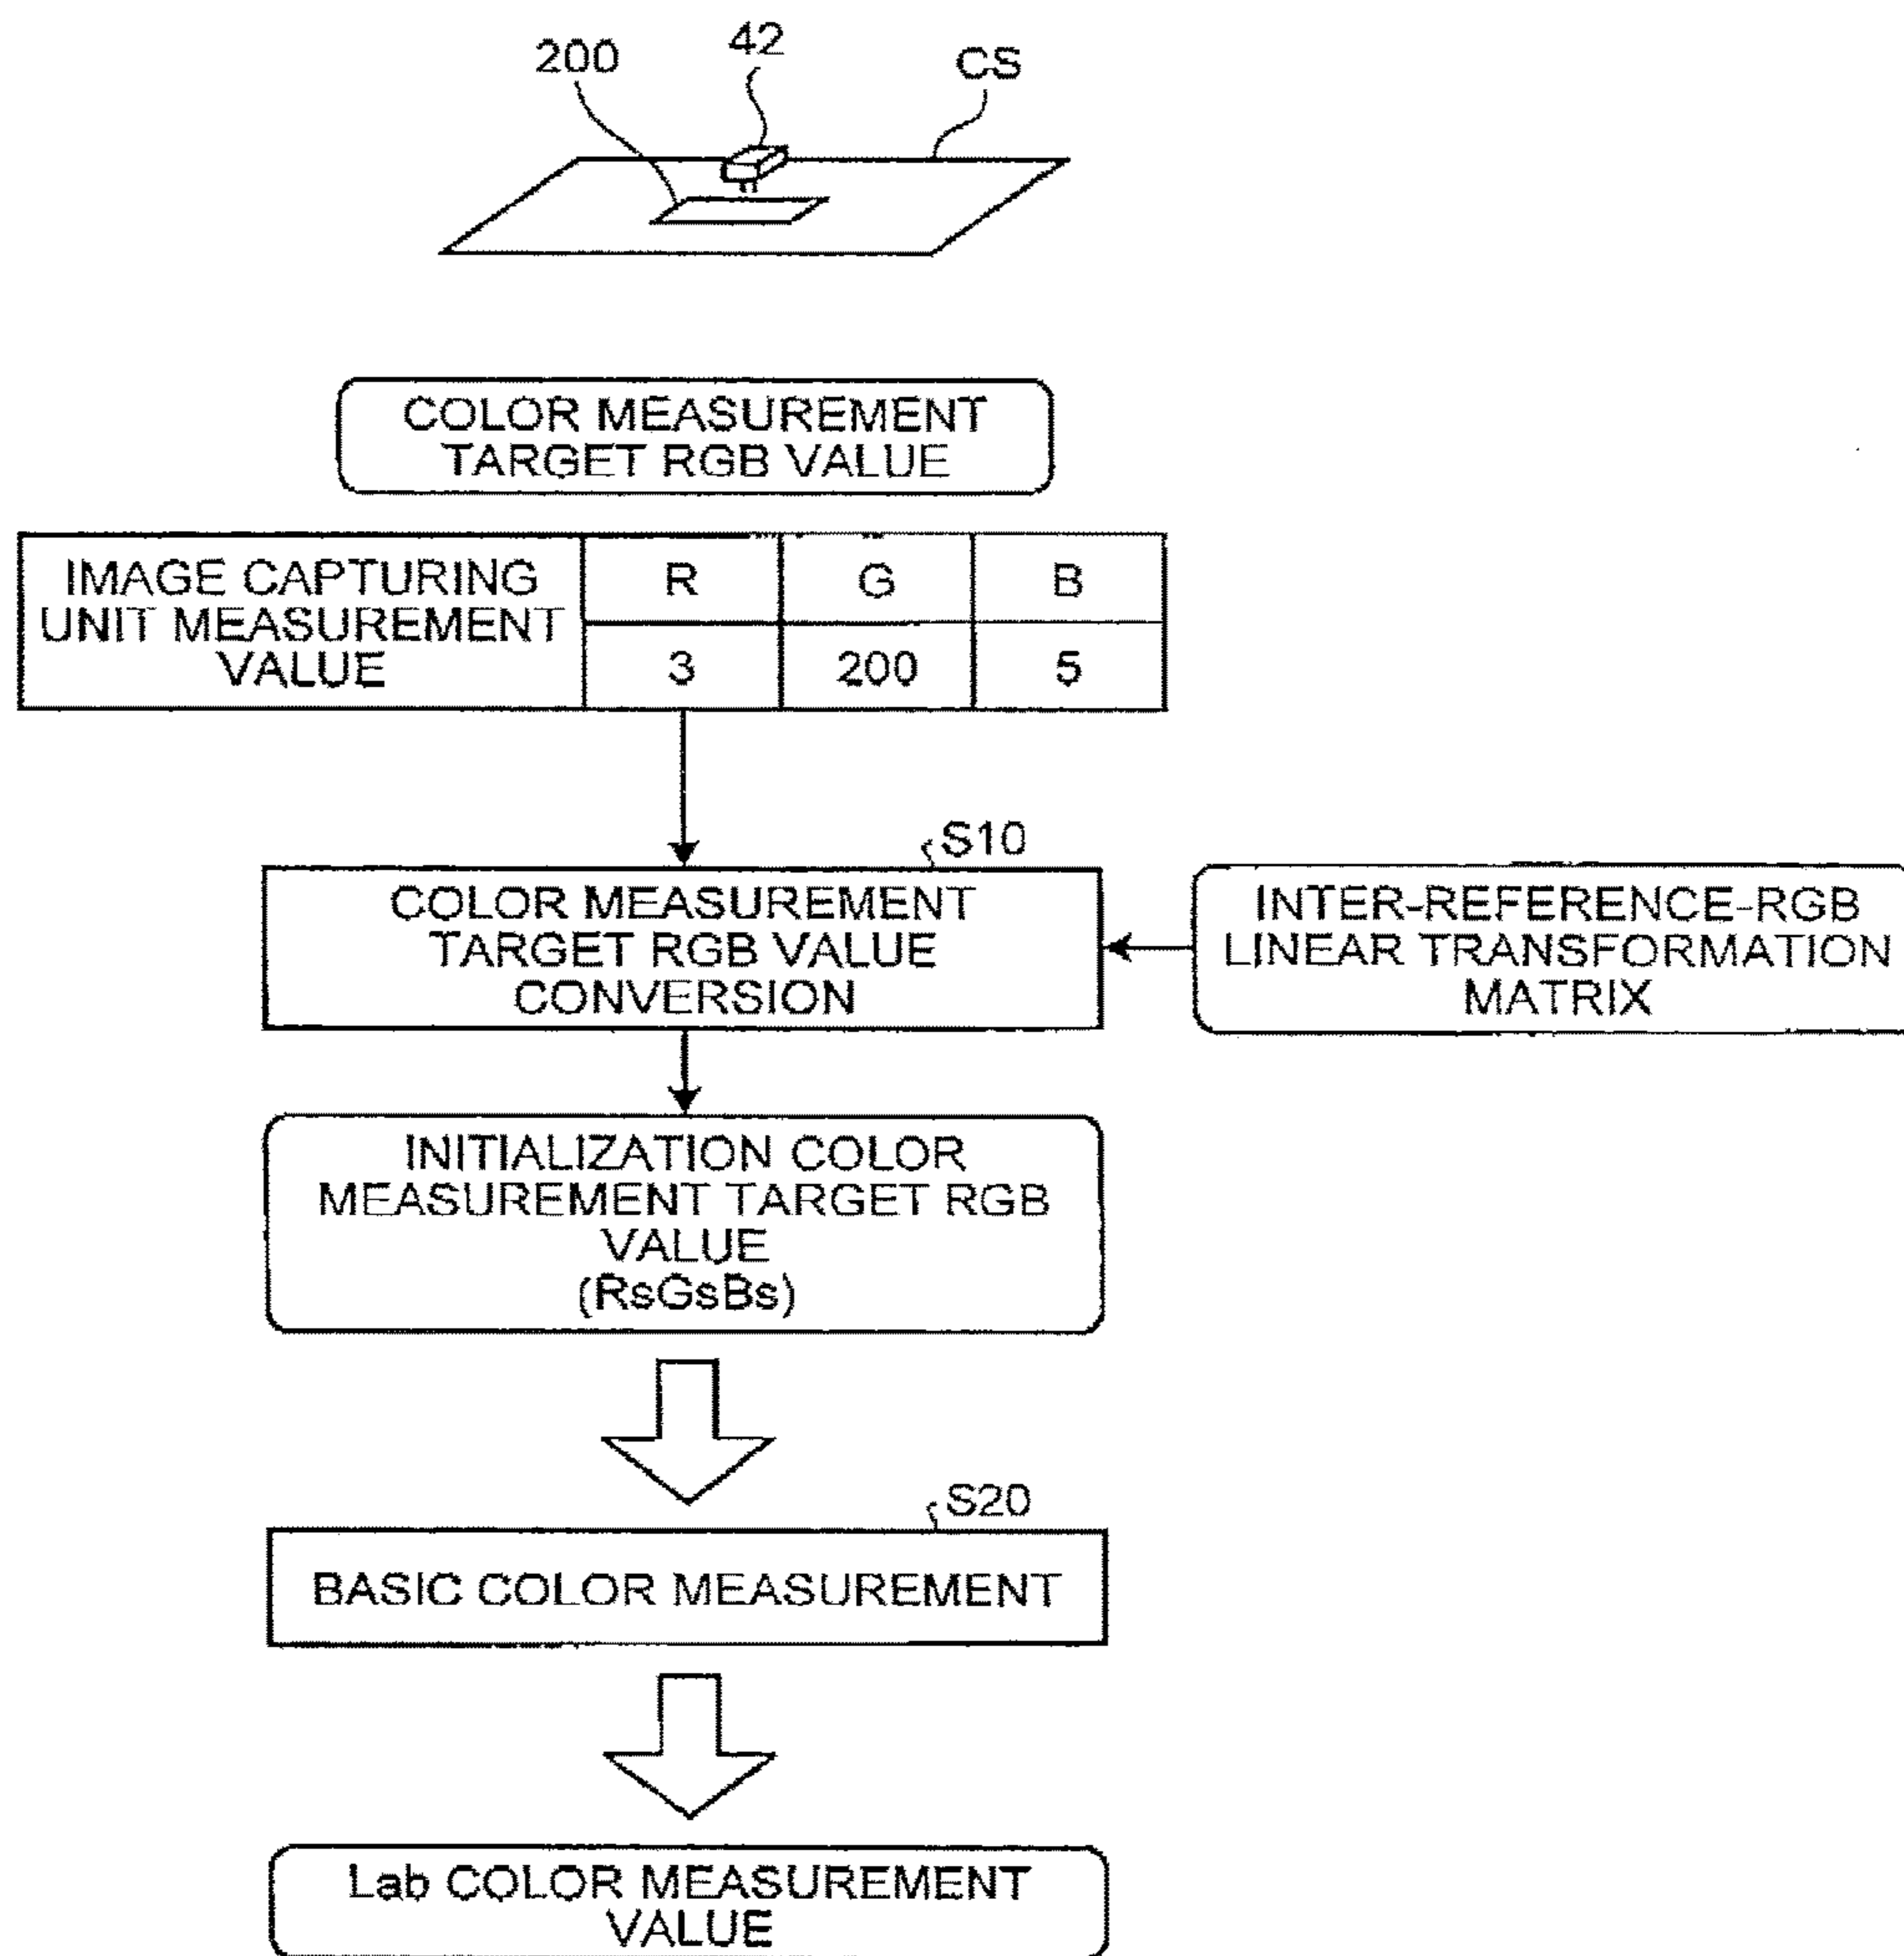 200
42
CS
COLOR MEASUREMENT
TARGET RGB VALUE
IMAGE CAPTURING
UNIT MEASUREMENT
VALUE
R
G
B
3
200
5
S10
COLOR MEASUREMENT
TARGET RGB VALUE
CONVERSION
INTER-REFERENCE-RGB
LINEAR TRANSFORMATION
MATRIX
INITIALIZATION COLOR
MEASUREMENT TARGET RGB
VALUE
(RsGsBs)
S20
BASIC COLOR MEASUREMENT
Lab COLOR MEASUREMENT
VALUE